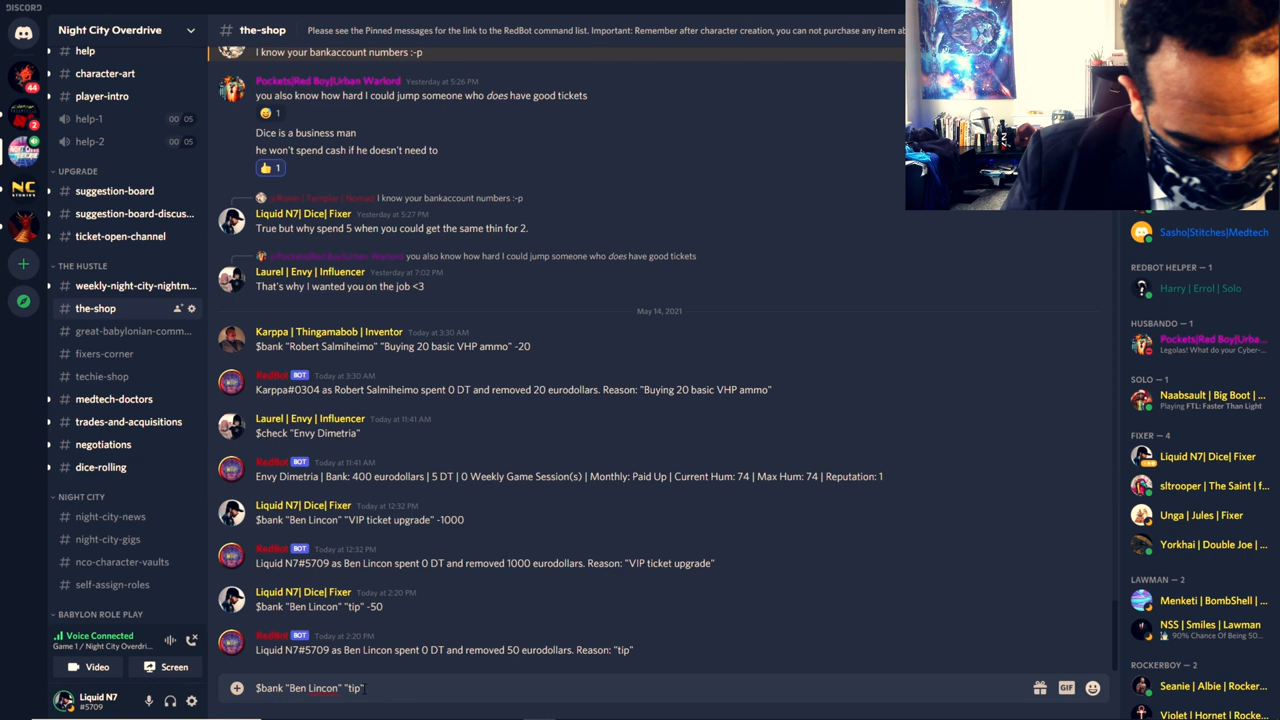 DISCORD
Night City Overdrive
help
character-art
player-intro
help-1
00 05
help-2
00 05
UPGRADE
suggestion-board
suggestion-board-discus...
ticket-open-channel
THE HUSTLE
weekly-night-city-nightm...
the-shop
great-babylonian-comm...
fixers-corner
techie-shop
medtech-doctors
trades-and-acquisitions
negotiations
dice-rolling
NIGHT CITY
night-city-news
night-city-gigs
nco-character-vaults
self-assign-roles
BABYLON ROLE PLAY
Voice Connected
Game 1 / Night City Overdri...
Video
Screen
Liquid N7
#5709
44
2
NC
the-shop
Please see the Pinned messages for the link to the RedBot command list. Important: Remember after character creation, you can not purchase any item ab
I know your bankaccount numbers :-p
Pockets|Red Boy|Urban Warlord Yesterday at 5:26 PM
you also know how hard I could jump someone who does have good tickets
1
Dice is a business man
he won't spend cash if he doesn't need to
1
I know your bankaccount numbers :-p
Liquid N7| Dice| Fixer Yesterday at 5:27 PM
True but why spend 5 when you could get the same thin for 2.
@Pockets|Red Boy|Urban Warlord you also know how hard I could jump someone who does have good tickets
Laurel | Envy | Influencer Yesterday at 7:02 PM
That's why I wanted you on the job <3
May 14, 2021
Karppa | Thingamabob | Inventor Today at 3:30 AM
$bank "Robert Salmiheimo" "Buying 20 basic VHP ammo" -20
RedBot BOT Today at 3:30 AM
Karppa#0304 as Robert Salmiheimo spent 0 DT and removed 20 eurodollars. Reason: "Buying 20 basic VHP ammo"
Laurel | Envy | Influencer Today at 11:41 AM
$check "Envy Dimetria"
RedBot BOT Today at 11:41 AM
Envy Dimetria | Bank: 400 eurodollars | 5 DT | 0 Weekly Game Session(s) | Monthly: Paid Up | Current Hum: 74 | Max Hum: 74 | Reputation: 1
Liquid N7| Dice| Fixer Today at 12:32 PM
$bank "Ben Lincon" "VIP ticket upgrade" -1000
RedBot BOT Today at 12:32 PM
Liquid N7#5709 as Ben Lincon spent 0 DT and removed 1000 eurodollars. Reason: "VIP ticket upgrade"
Liquid N7| Dice| Fixer Today at 2:20 PM
$bank "Ben Lincon" "tip" -50
RedBot BOT Today at 2:20 PM
Liquid N7#5709 as Ben Lincon spent 0 DT and removed 50 eurodollars. Reason: "tip"
$bank "Ben Lincon" "tip"
GIF
Sasho|Stitches|Medtech
REDBOT HELPER — 1
Harry | Errol | Solo
HUSBANDO — 1
Pockets|Red Boy|Urba...
Legolas! What do your Cyber-...
SOLO — 1
Naabsault | Big Boot | ...
Playing FTL: Faster Than Light
FIXER — 4
Liquid N7| Dice| Fixer
sltrooper | The Saint | f...
Unga | Jules | Fixer
Yorkhai | Double Joe | ...
LAWMAN — 2
Menketi | BombShell | ...
NSS | Smiles | Lawman
90% Chance Of Being 50...
ROCKERBOY — 2
Seanie | Albie | Rocker...
Violet | Hornet | Rocke...